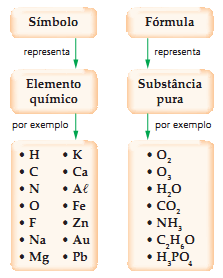 Símbolo Fórmula
representa representa
Elemento químico Substância pura
por exemplo por exemplo
• H • K • O₂
• C • Ca • O₃
• N • Aℓ • H₂O
• O • Fe • CO₂
• F • Zn • NH₃
• Na • Au • C₂H₆O
• Mg • Pb • H₃PO₄